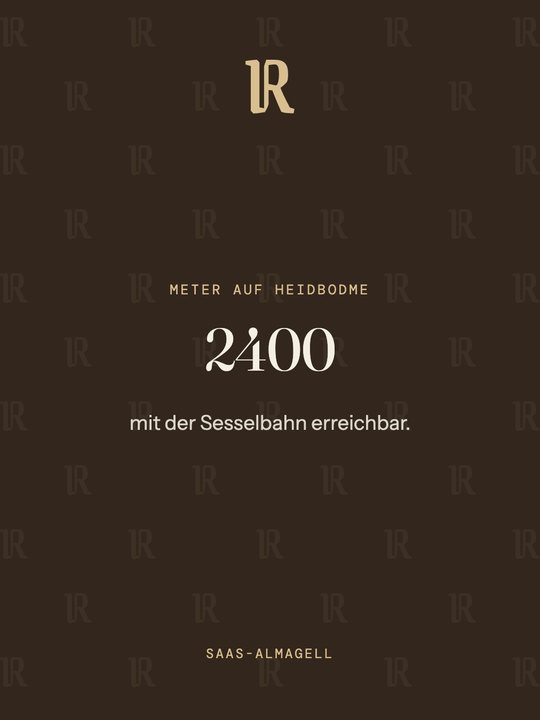 R
METER AUF HEIDBODME
2400
mit der Sesselbahn erreichbar.
SAAS-ALMAGELL